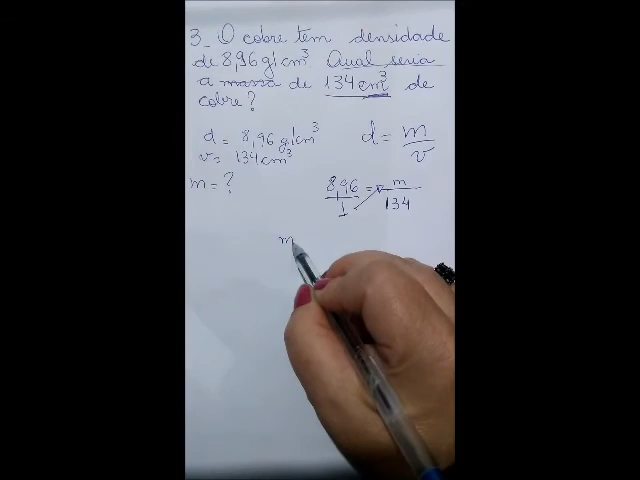 3_ O cobre tem densidade
de 8,96 g/cm³. Qual seria
a massa de 134 cm³ de
cobre?
d = 8,96 g/cm³
d = m/v
v = 134 cm³
m = ?
8,96/1 = m/134
m